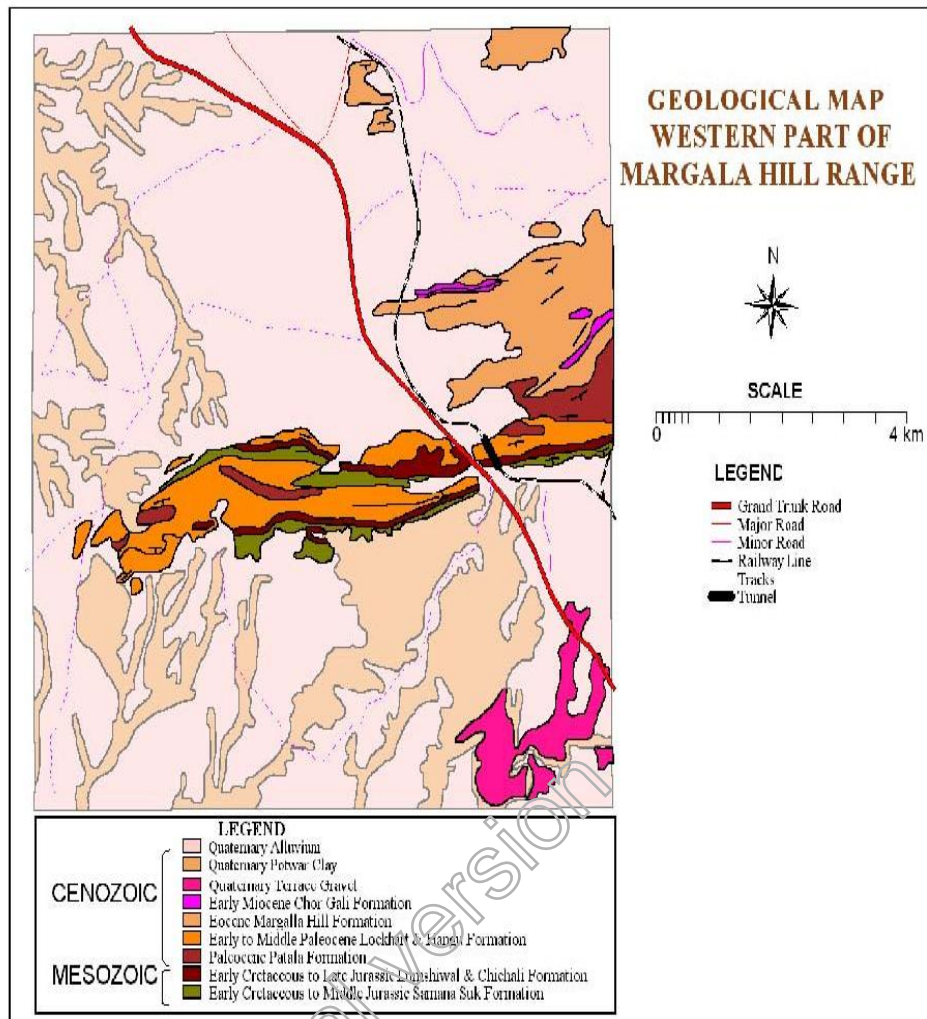 GEOLOGICAL MAP
WESTERN PART OF
MARGALA HILL RANGE
N
SCALE
0 4 km
LEGEND
Grand Trunk Road
Major Road
Minor Road
Railway Line
Tracks
Tunnel
LEGEND
CENOZOIC
Quaternary Alluvium
Quaternary Potwar Clay
Quaternary Terrace Gravel
Early Miocene Chor Gali Formation
Eocene Margalla Hill Formation
Early to Middle Paleocene Lockhart & Hangu Formation
Paleocene Patala Formation
MESOZOIC
Early Cretaceous to Late Jurassic Lumshiwal & Chichali Formation
Early Cretaceous to Middle Jurassic Samana Suk Formation
version